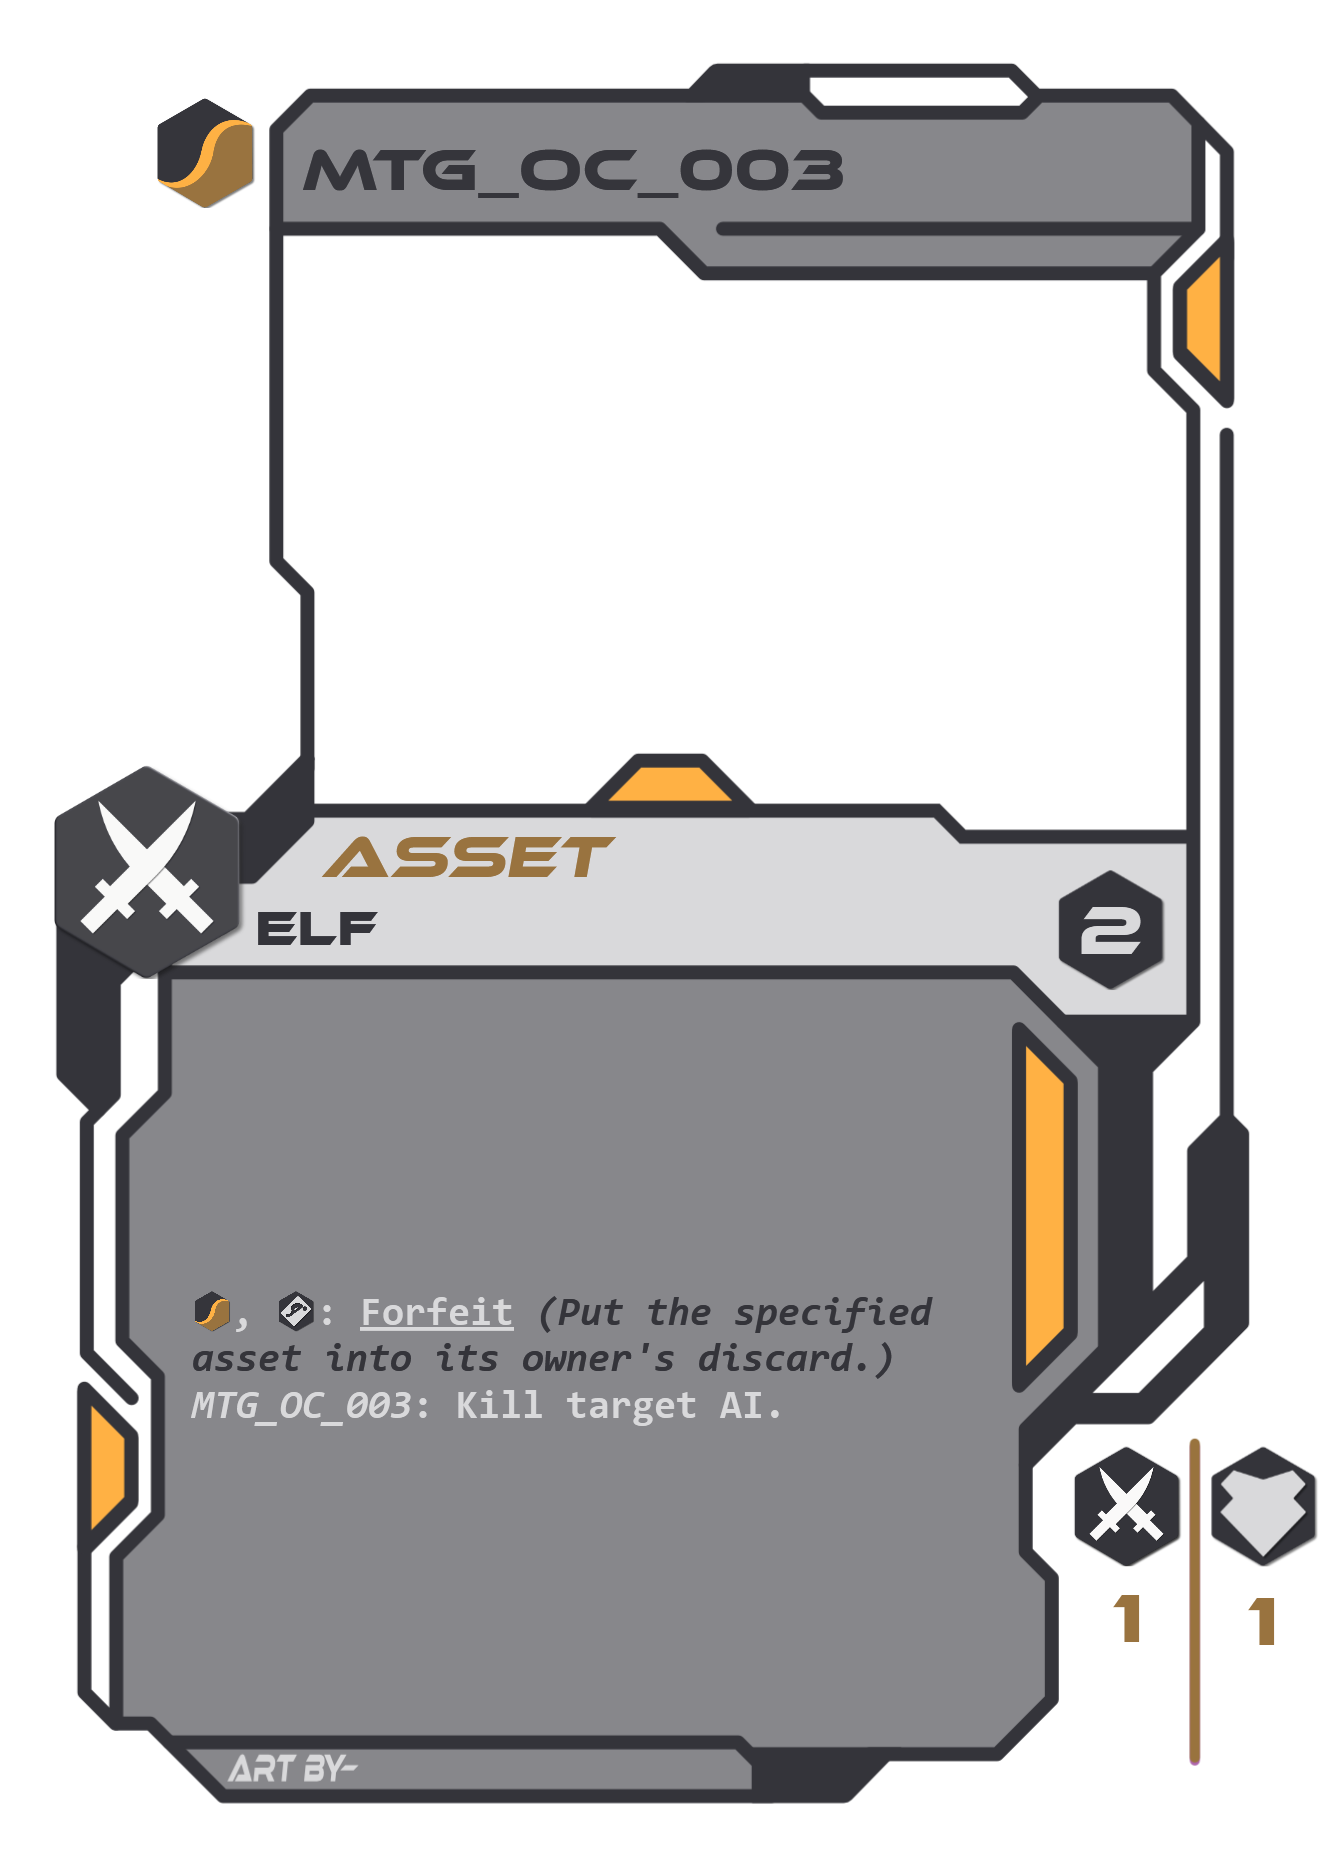 MTG_OC_003
ASSET
ELF
2
, : Forfeit (Put the specified
asset into its owner's discard.)
MTG_OC_003: Kill target AI.
1
1
ART BY-